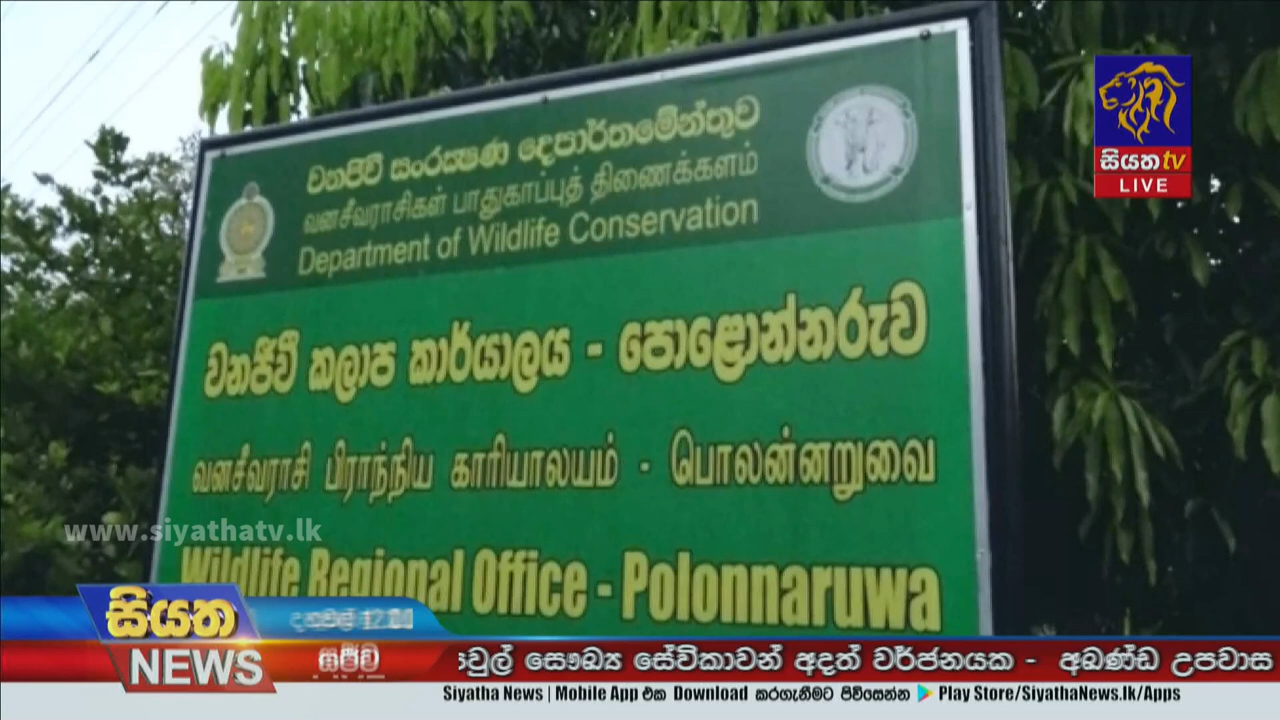 වනජීවී සංරක්ෂණ දෙපාර්තමේන්තුව
வனசீவராசிகள் பாதுகாப்புத் திணைக்களம்
Department of Wildlife Conservation
වනජීවී කලාප කාර්යාලය - පොළොන්නරුව
வனசீவராசி பிராந்நிய காரியாலயம் - பொலன்னறுவை
Wildlife Regional Office - Polonnaruwa
සියත tv
LIVE
www.siyathatv.lk
සියත
NEWS
සජීව
පවුල් සෞඛ්‍ය සේවිකාවන් අදත් වර්ජනයක - අඛණ්ඩ උපවාස
Siyatha News | Mobile App එක Download කරගැනීමට පිවිසෙන්න Play Store/SiyathaNews.lk/Apps